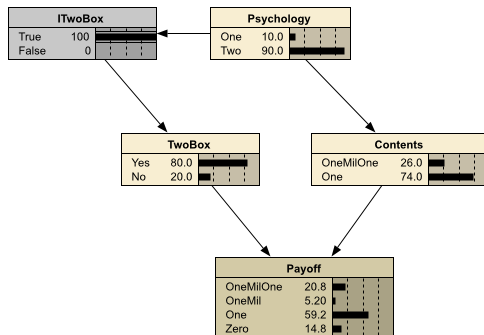 ITwoBox
True 100
False 0
Psychology
One 10.0
Two 90.0
TwoBox
Yes 80.0
No 20.0
Contents
OneMilOne 26.0
One 74.0
Payoff
OneMilOne 20.8
OneMil 5.20
One 59.2
Zero 14.8